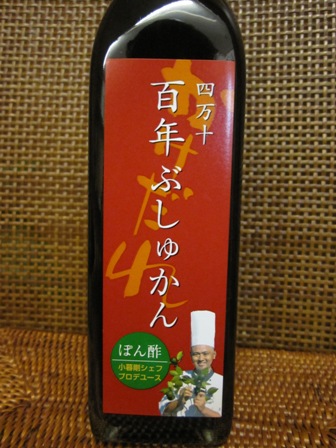 四万十
百年ぶしゅかん
ぽん酢
小喜剛シェフ
プロデュース